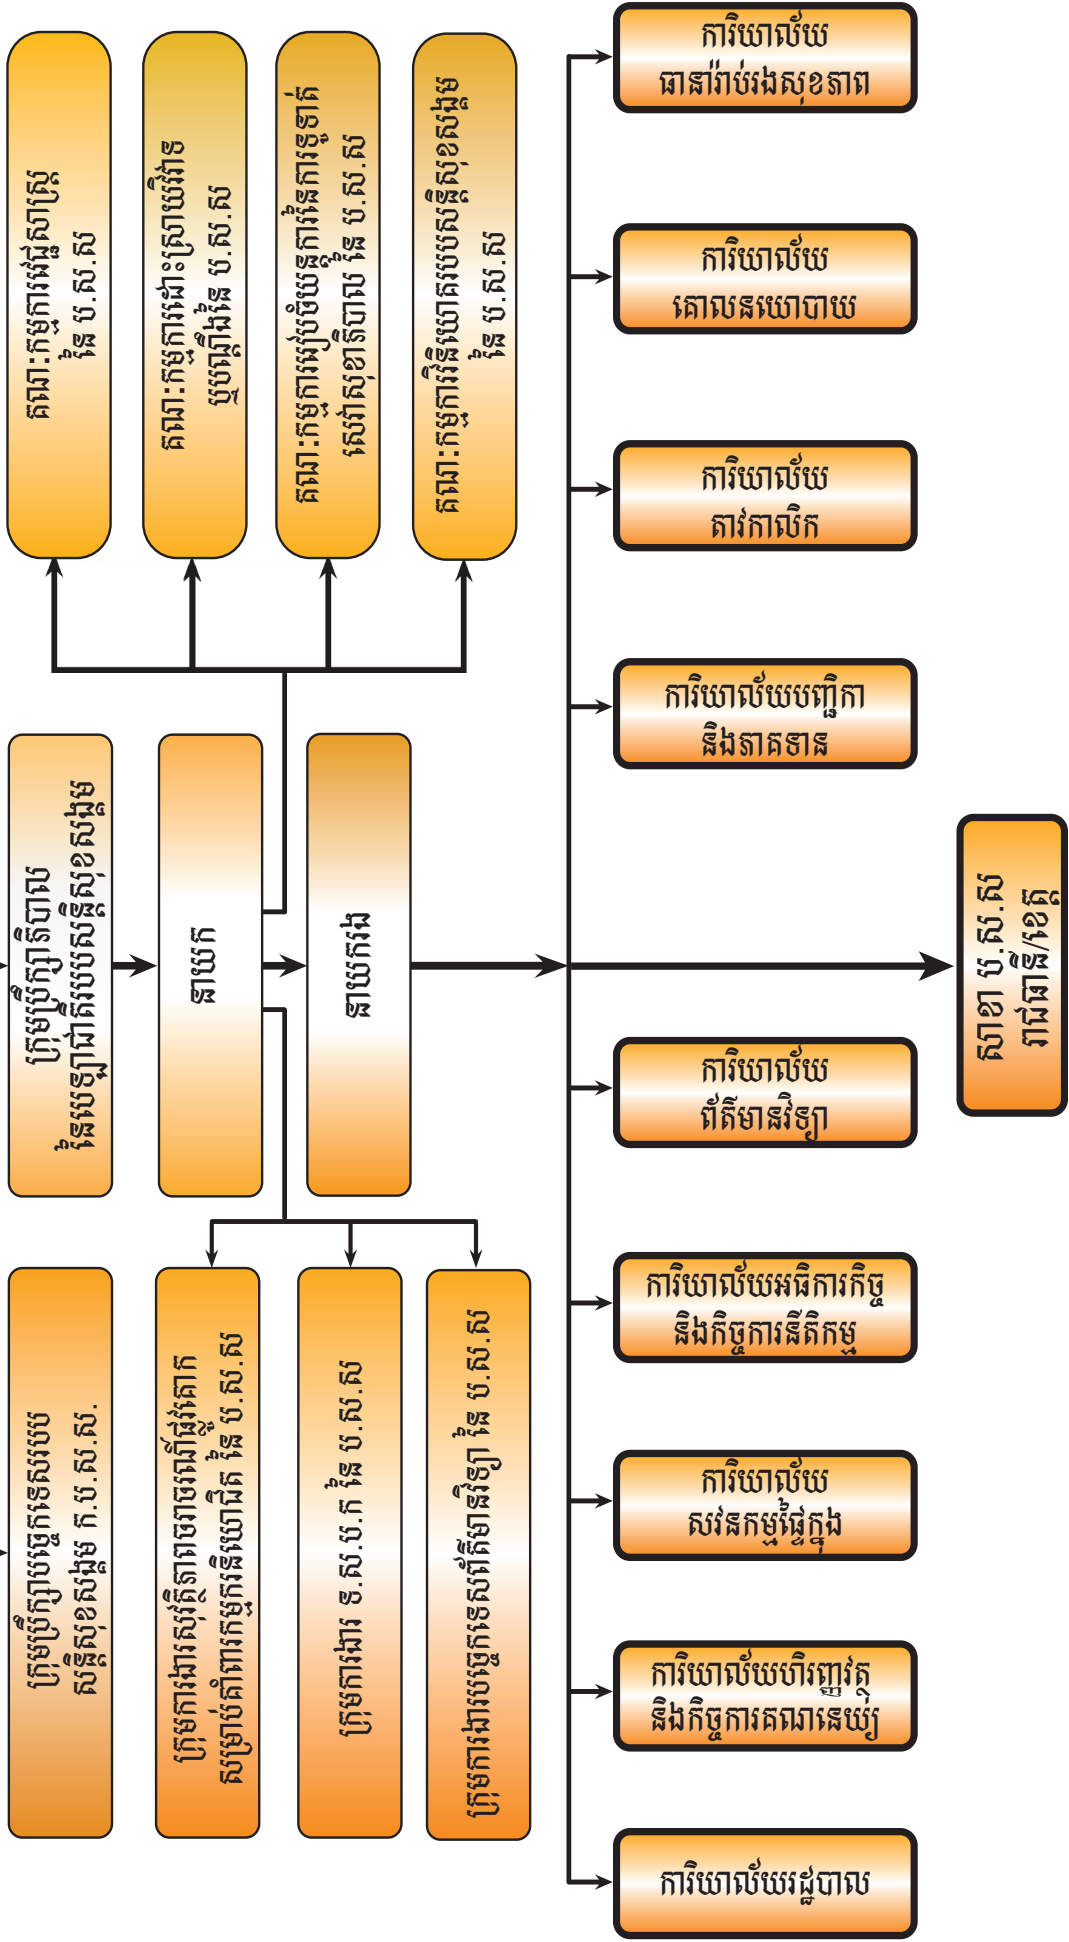 គណៈកម្មការវេជ្ជសាស្ត្រ
នៃ ប.ស.ស
គណៈកម្មការដោះស្រាយវិវាទ
ឬបណ្តឹងនៃ ប.ស.ស
គណៈកម្មការរៀបចំយន្តការនៃការទូទាត់
សេវាសុខាភិបាល នៃ ប.ស.ស
គណៈកម្មការវិនិយោគរបបសន្តិសុខសង្គម
នៃ ប.ស.ស
ក្រុមប្រឹក្សាភិបាល
នៃបេឡាជាតិរបបសន្តិសុខសង្គម
នាយក
នាយករង
ក្រុមប្រឹក្សាបច្ចេកទេសរបប
សន្តិសុខសង្គម ក.ប.ស.ស.
ក្រុមការងារសុវត្ថិភាពចរាចរណ៍ផ្លូវគោក
សម្រាប់គាំពារកម្មករនិយោជិត នៃ ប.ស.ស
ក្រុមការងារ ទ.ស.ប.ក នៃ ប.ស.ស
ក្រុមការងារបច្ចេកទេសព័ត៌មានវិទ្យា នៃ ប.ស.ស
ការិយាល័យ
ធានារ៉ាប់រងសុខភាព
ការិយាល័យ
គោលនយោបាយ
ការិយាល័យ
តាវកាលិក
ការិយាល័យបញ្ជិកា
និងភាគទាន
ការិយាល័យ
ព័ត៌មានវិទ្យា
ការិយាល័យអធិការកិច្ច
និងកិច្ចការនីតិកម្ម
ការិយាល័យ
សវនកម្មផ្ទៃក្នុង
ការិយាល័យហិរញ្ញវត្ថុ
និងកិច្ចការគណនេយ្យ
ការិយាល័យរដ្ឋបាល
សាខា ប.ស.ស
រាជធានី/ខេត្ត